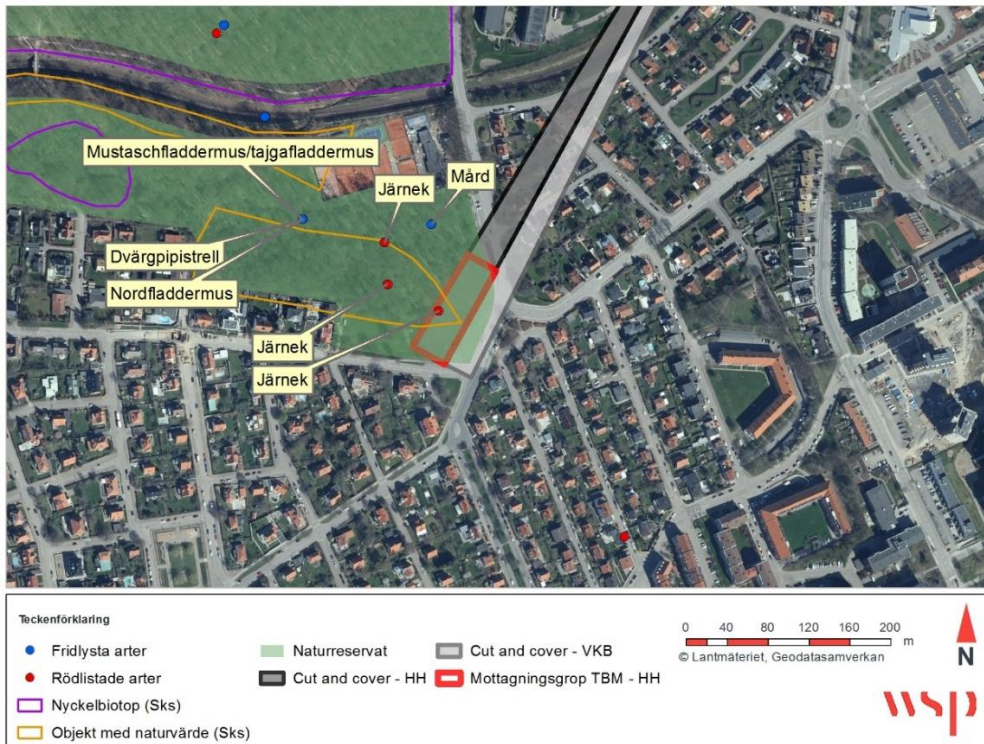 Mustaschfladdermus/tajgafladdermus
Järnek
Mård
Dvärgpipistrell
Nordfladdermus
Järnek
Järnek
Teckenförklaring
Fridlysta arter
Rödlistade arter
Nyckelbiotop (Sks)
Objekt med naturvärde (Sks)
Naturreservat
Cut and cover - HH
Cut and cover - VKB
Mottagningsgrop TBM - HH
0 40 80 120 160 200
m
© Lantmäteriet, Geodatasamverkan
N
wsp